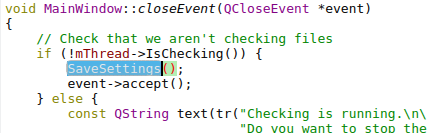 void MainWindow::closeEvent(QCloseEvent *event)
{
    // Check that we aren't checking files
    if (!mThread->IsChecking()) {
        SaveSettings();
        event->accept();
    } else {
        const QString text(tr("Checking is running.\n\
                              "Do you want to stop the